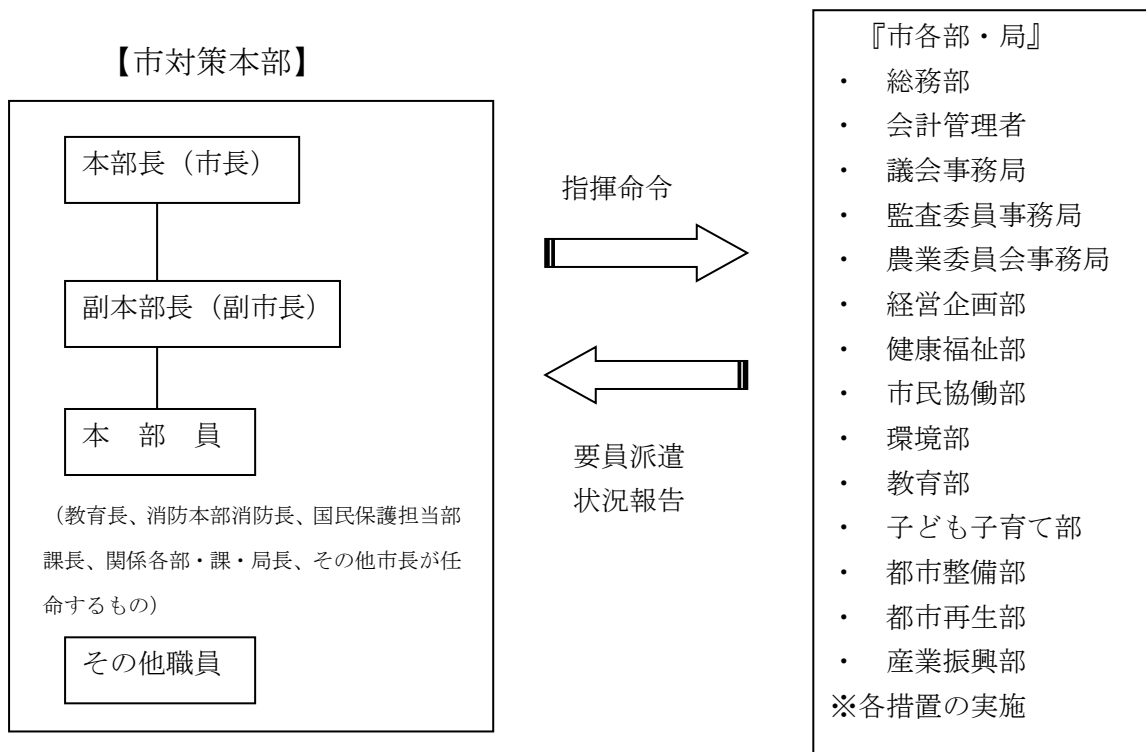 【市対策本部】
本部長（市長）
副本部長（副市長）
本　部　員
（教育長、消防本部消防長、国民保護担当部
課長、関係各部・課・局長、その他市長が任
命するもの）
その他職員
指揮命令
要員派遣
状況報告
『市各部・局』
・　総務部
・　会計管理者
・　議会事務局
・　監査委員事務局
・　農業委員会事務局
・　経営企画部
・　健康福祉部
・　市民協働部
・　環境部
・　教育部
・　子ども子育て部
・　都市整備部
・　都市再生部
・　産業振興部
※各措置の実施